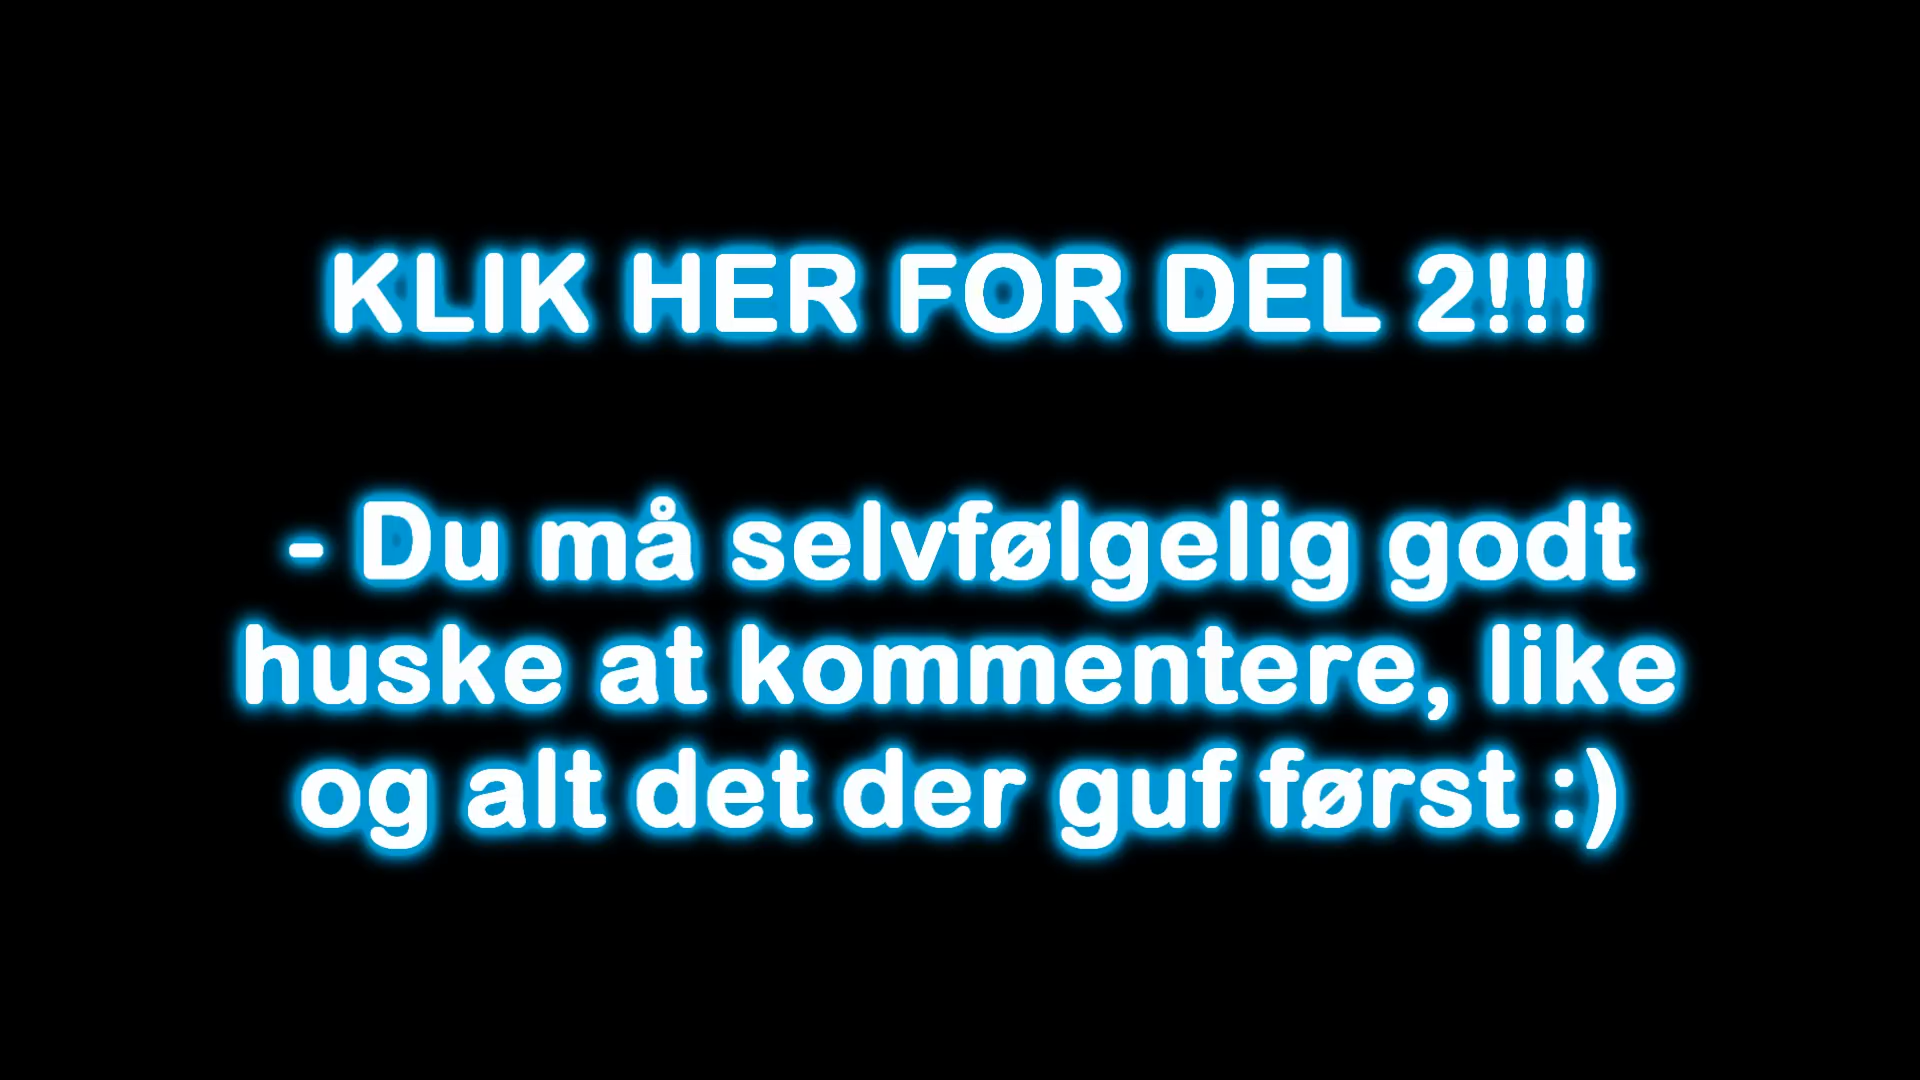 KLIK HER FOR DEL 2!!!
- Du må selvfølgelig godt
huske at kommentere, like
og alt det der guf først :)